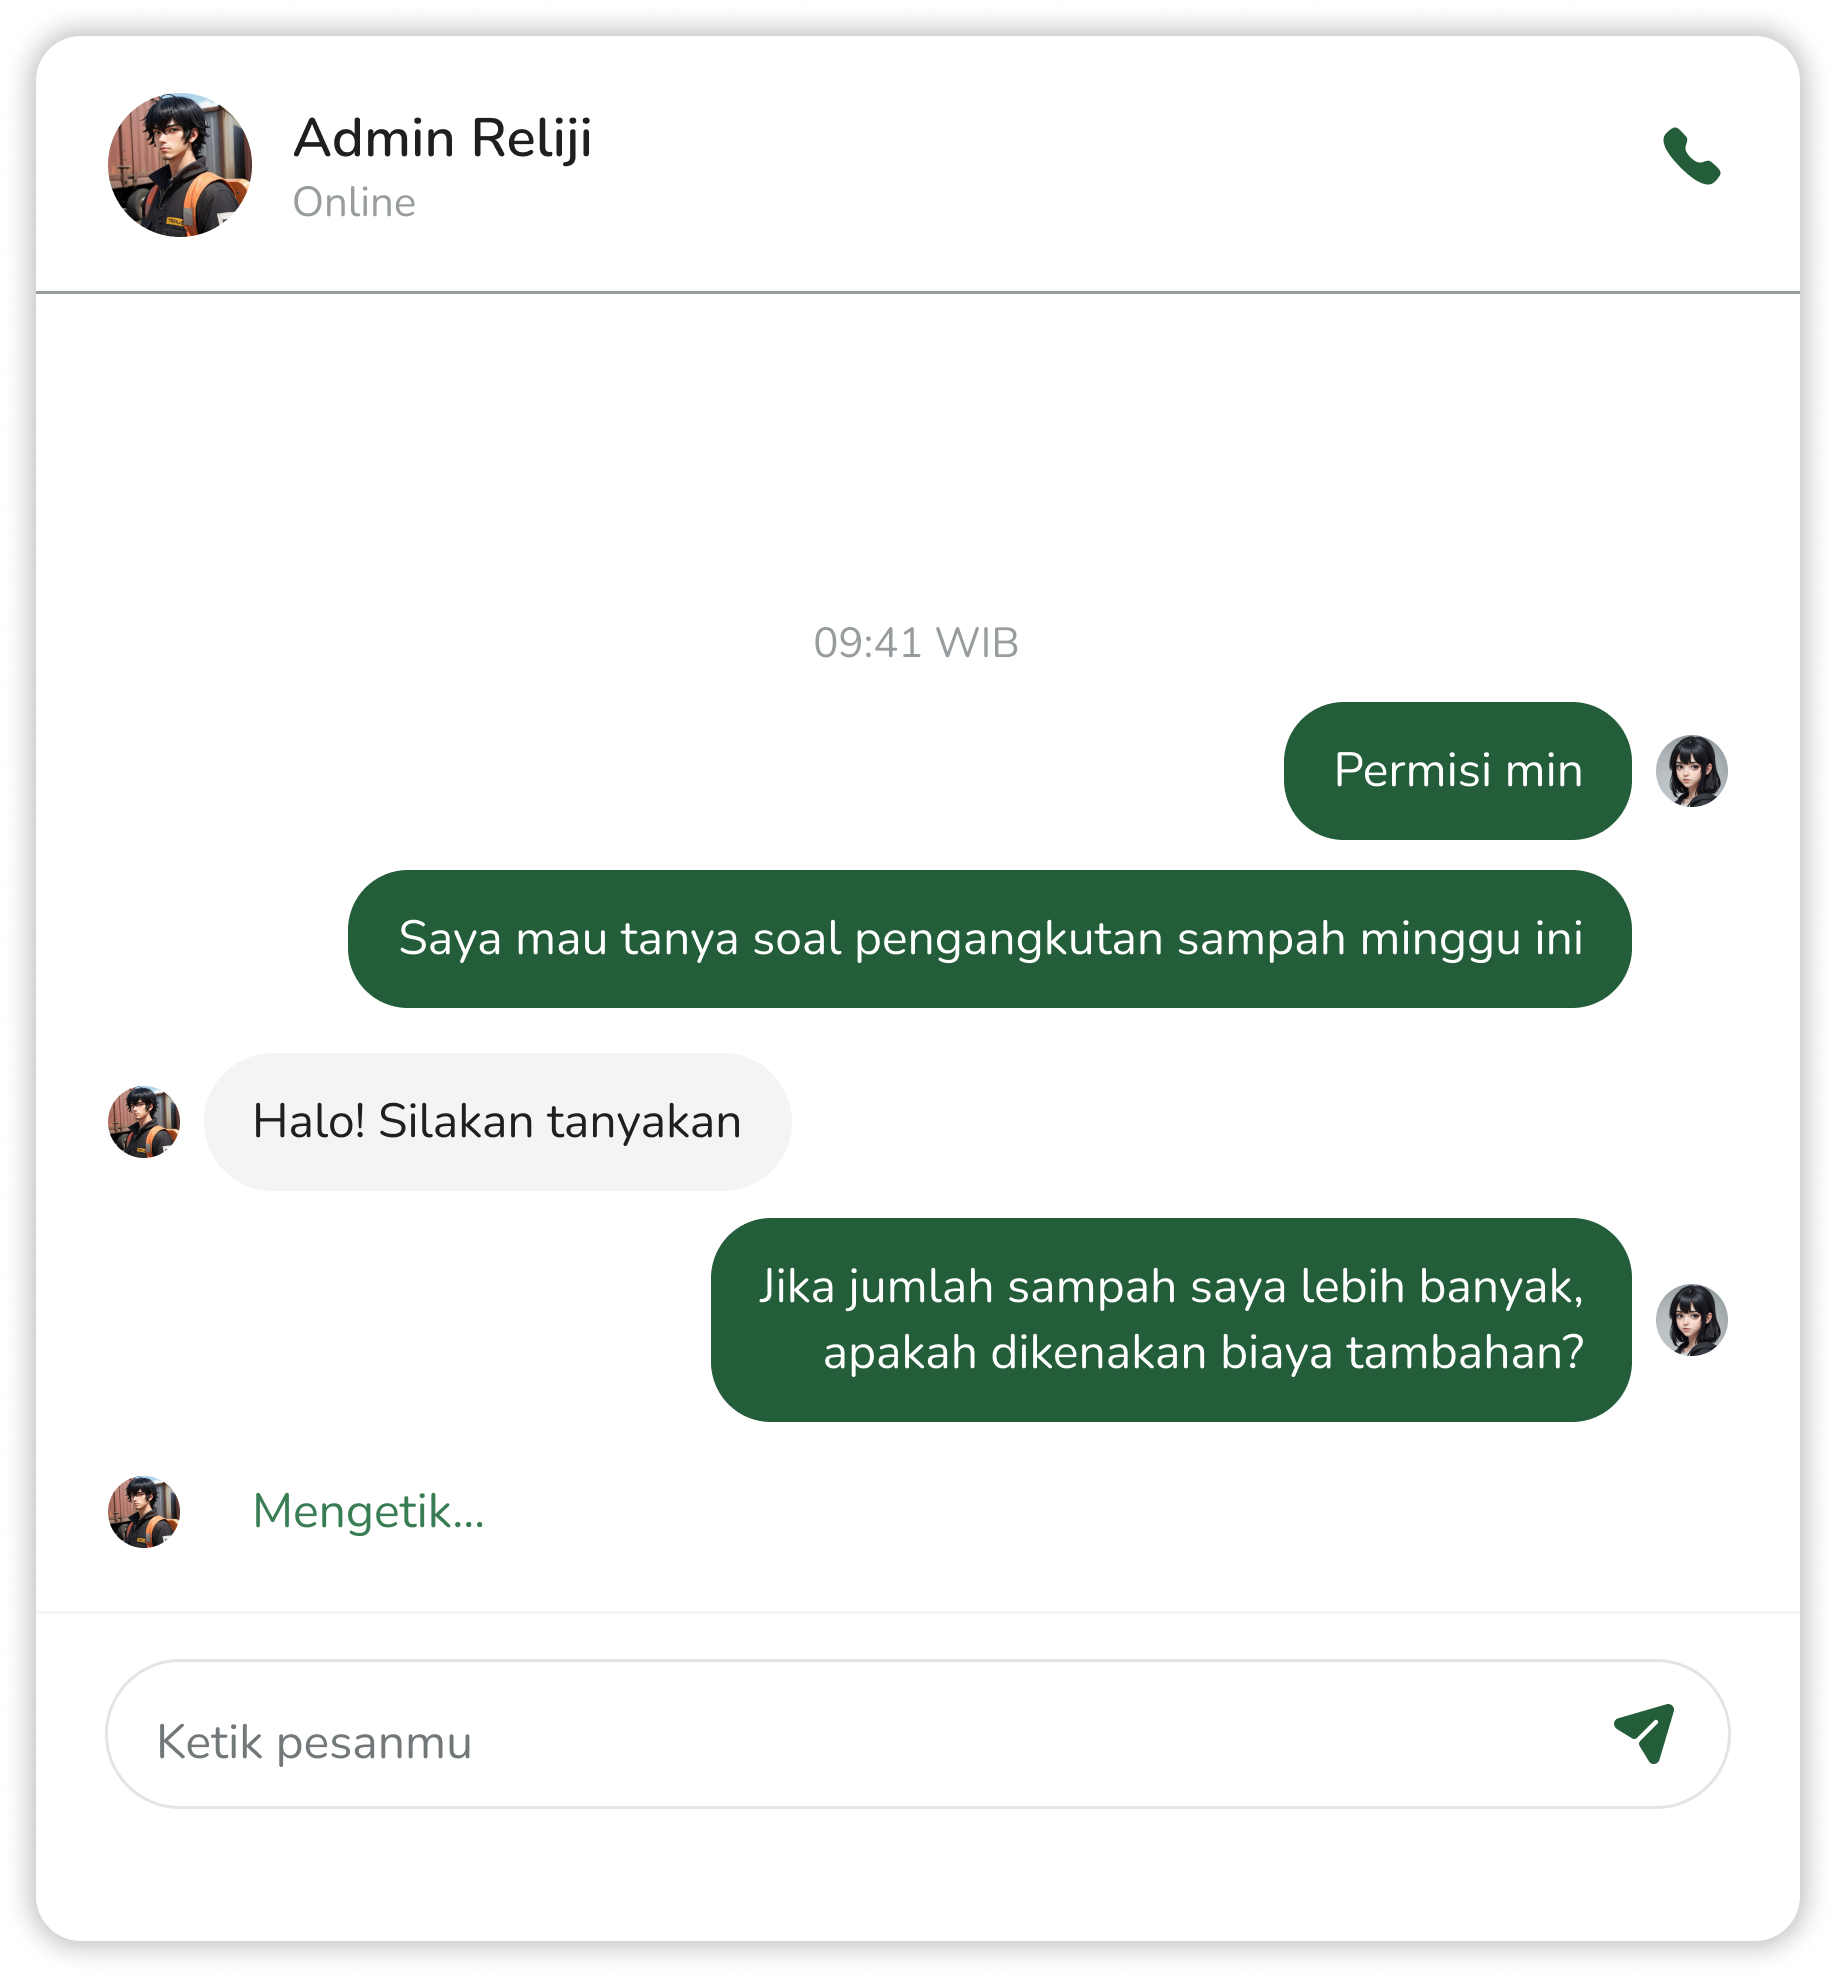 Admin Reliji
Online
09:41 WIB
Permisi min
Saya mau tanya soal pengangkutan sampah minggu ini
Halo! Silakan tanyakan
Jika jumlah sampah saya lebih banyak,
apakah dikenakan biaya tambahan?
Mengetik...
Ketik pesanmu